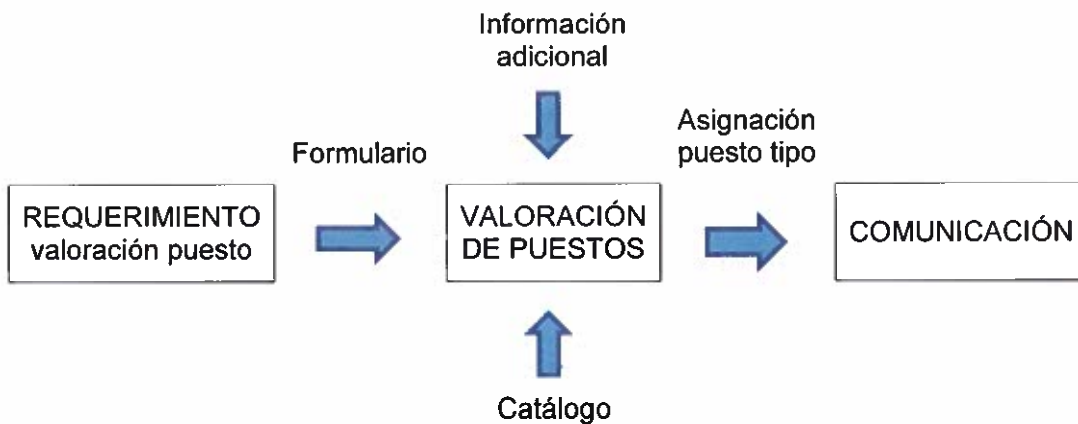 Información
adicional
Formulario
Asignación
puesto tipo
REQUERIMIENTO
valoración puesto
VALORACIÓN
DE PUESTOS
COMUNICACIÓN
Catálogo